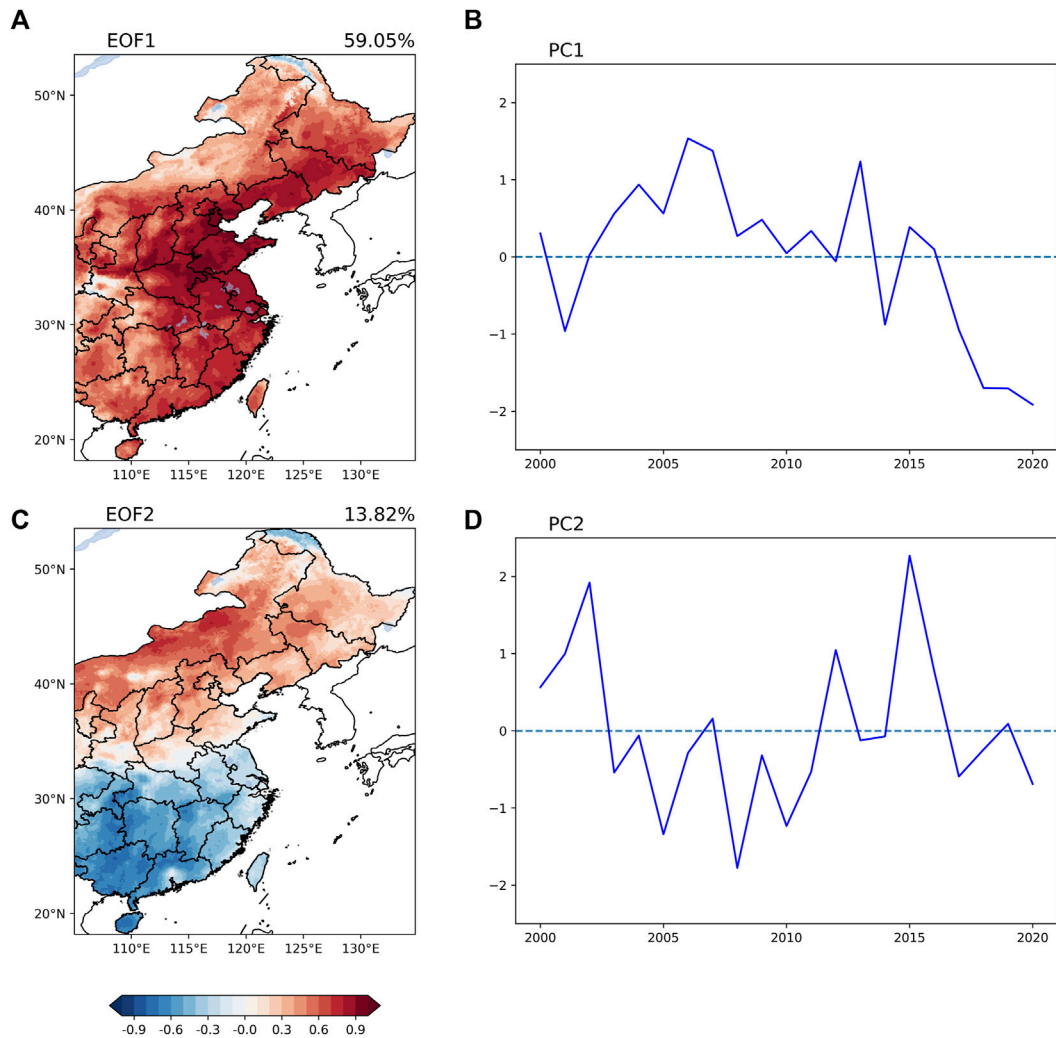 A
EOF1 59.05%
50°N
40°N
30°N
20°N
110°E 115°E 120°E 125°E 130°E
B
PC1
2
1
0
−1
−2
2000 2005 2010 2015 2020
C
EOF2 13.82%
50°N
40°N
30°N
20°N
110°E 115°E 120°E 125°E 130°E
-0.9 -0.6 -0.3 -0.0 0.3 0.6 0.9
D
PC2
2
1
0
−1
−2
2000 2005 2010 2015 2020